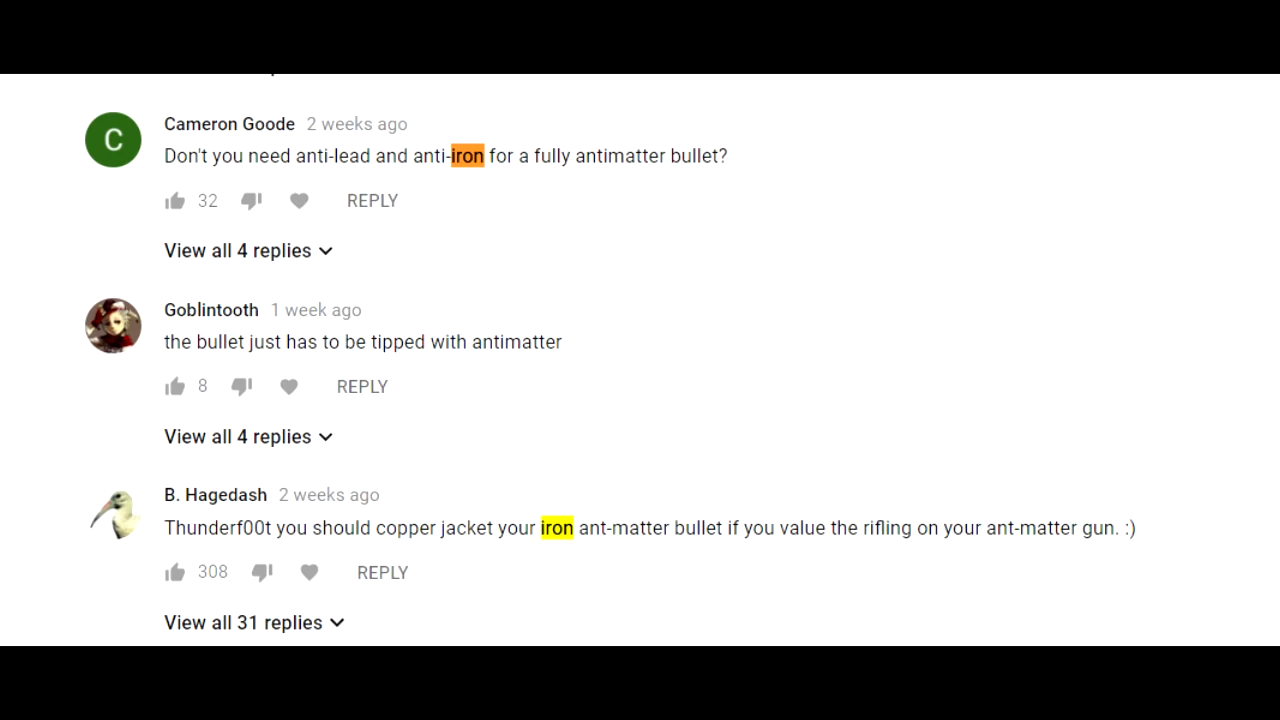 Cameron Goode 2 weeks ago
Don't you need anti-lead and anti-iron for a fully antimatter bullet?
32 REPLY
View all 4 replies
Goblintooth 1 week ago
the bullet just has to be tipped with antimatter
8 REPLY
View all 4 replies
B. Hagedash 2 weeks ago
Thunderf00t you should copper jacket your iron ant-matter bullet if you value the rifling on your ant-matter gun. :)
308 REPLY
View all 31 replies
C